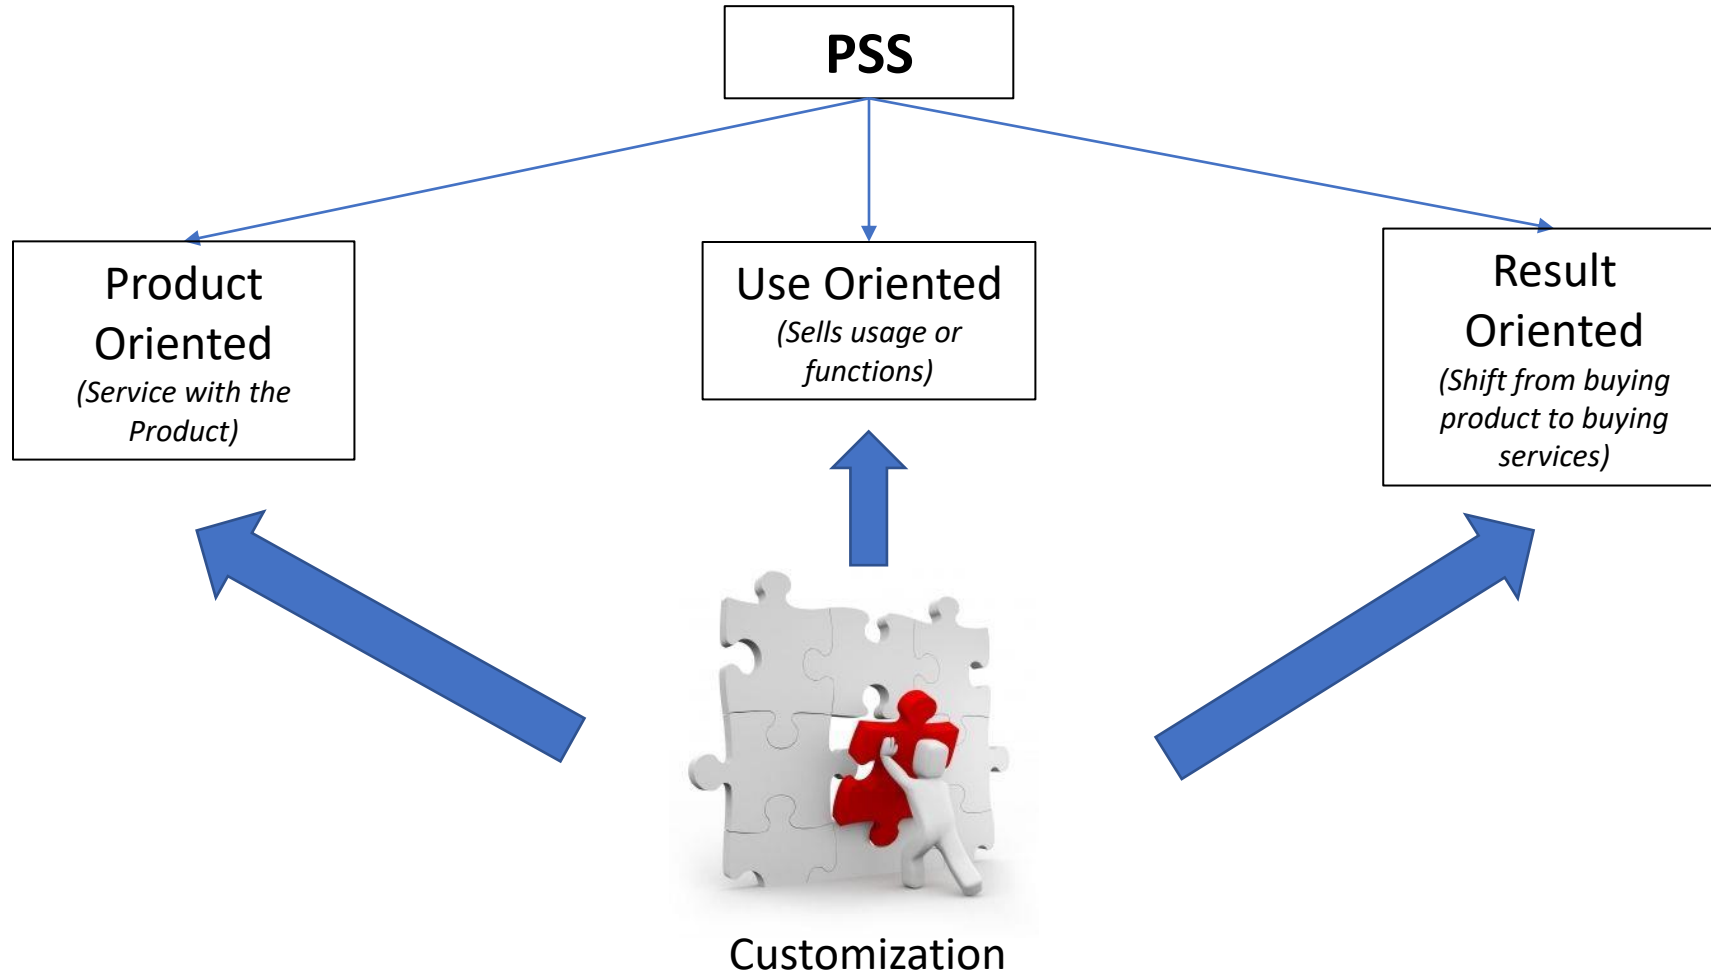 PSS
Product
Oriented
(Service with the
Product)
Use Oriented
(Sells usage or
functions)
Result
Oriented
(Shift from buying
product to buying
services)
Customization